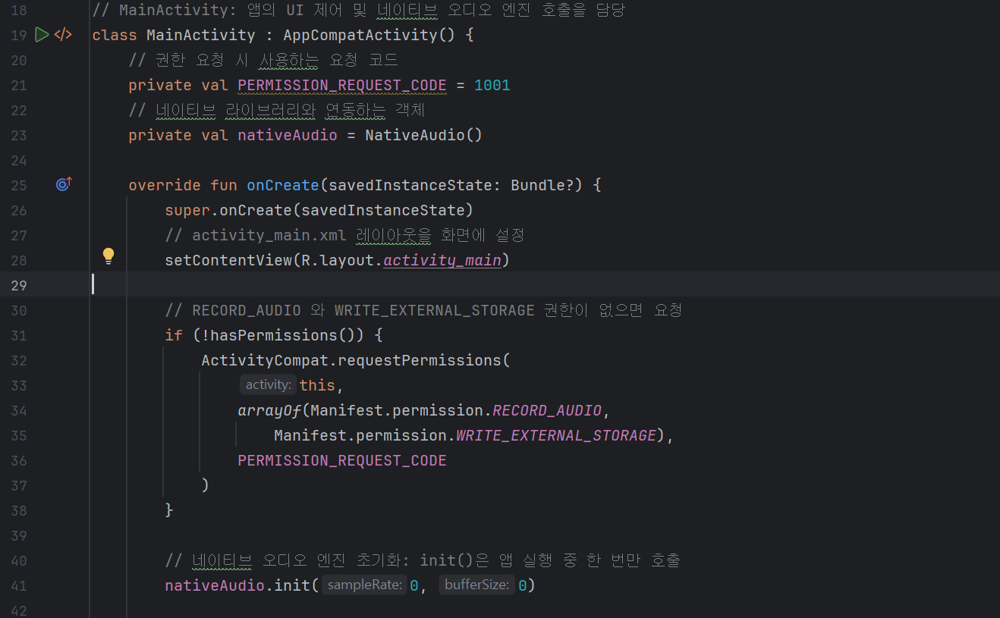 18 // MainActivity: 앱의 UI 제어 및 네이티브 오디오 엔진 호출을 담당
19 class MainActivity : AppCompatActivity() {
20 // 권한 요청 시 사용하는 요청 코드
21 private val PERMISSION_REQUEST_CODE = 1001
22 // 네이티브 라이브러리와 연동하는 객체
23 private val nativeAudio = NativeAudio()
24
25 override fun onCreate(savedInstanceState: Bundle?) {
26 super.onCreate(savedInstanceState)
27 // activity_main.xml 레이아웃을 화면에 설정
28 setContentView(R.layout.activity_main)
29
30 // RECORD_AUDIO 와 WRITE_EXTERNAL_STORAGE 권한이 없으면 요청
31 if (!hasPermissions()) {
32 ActivityCompat.requestPermissions(
33 activity: this,
34 arrayOf(Manifest.permission.RECORD_AUDIO,
35 Manifest.permission.WRITE_EXTERNAL_STORAGE),
36 PERMISSION_REQUEST_CODE
37 )
38 }
39
40 // 네이티브 오디오 엔진 초기화: init()은 앱 실행 중 한 번만 호출
41 nativeAudio.init( sampleRate: 0, bufferSize: 0)
42